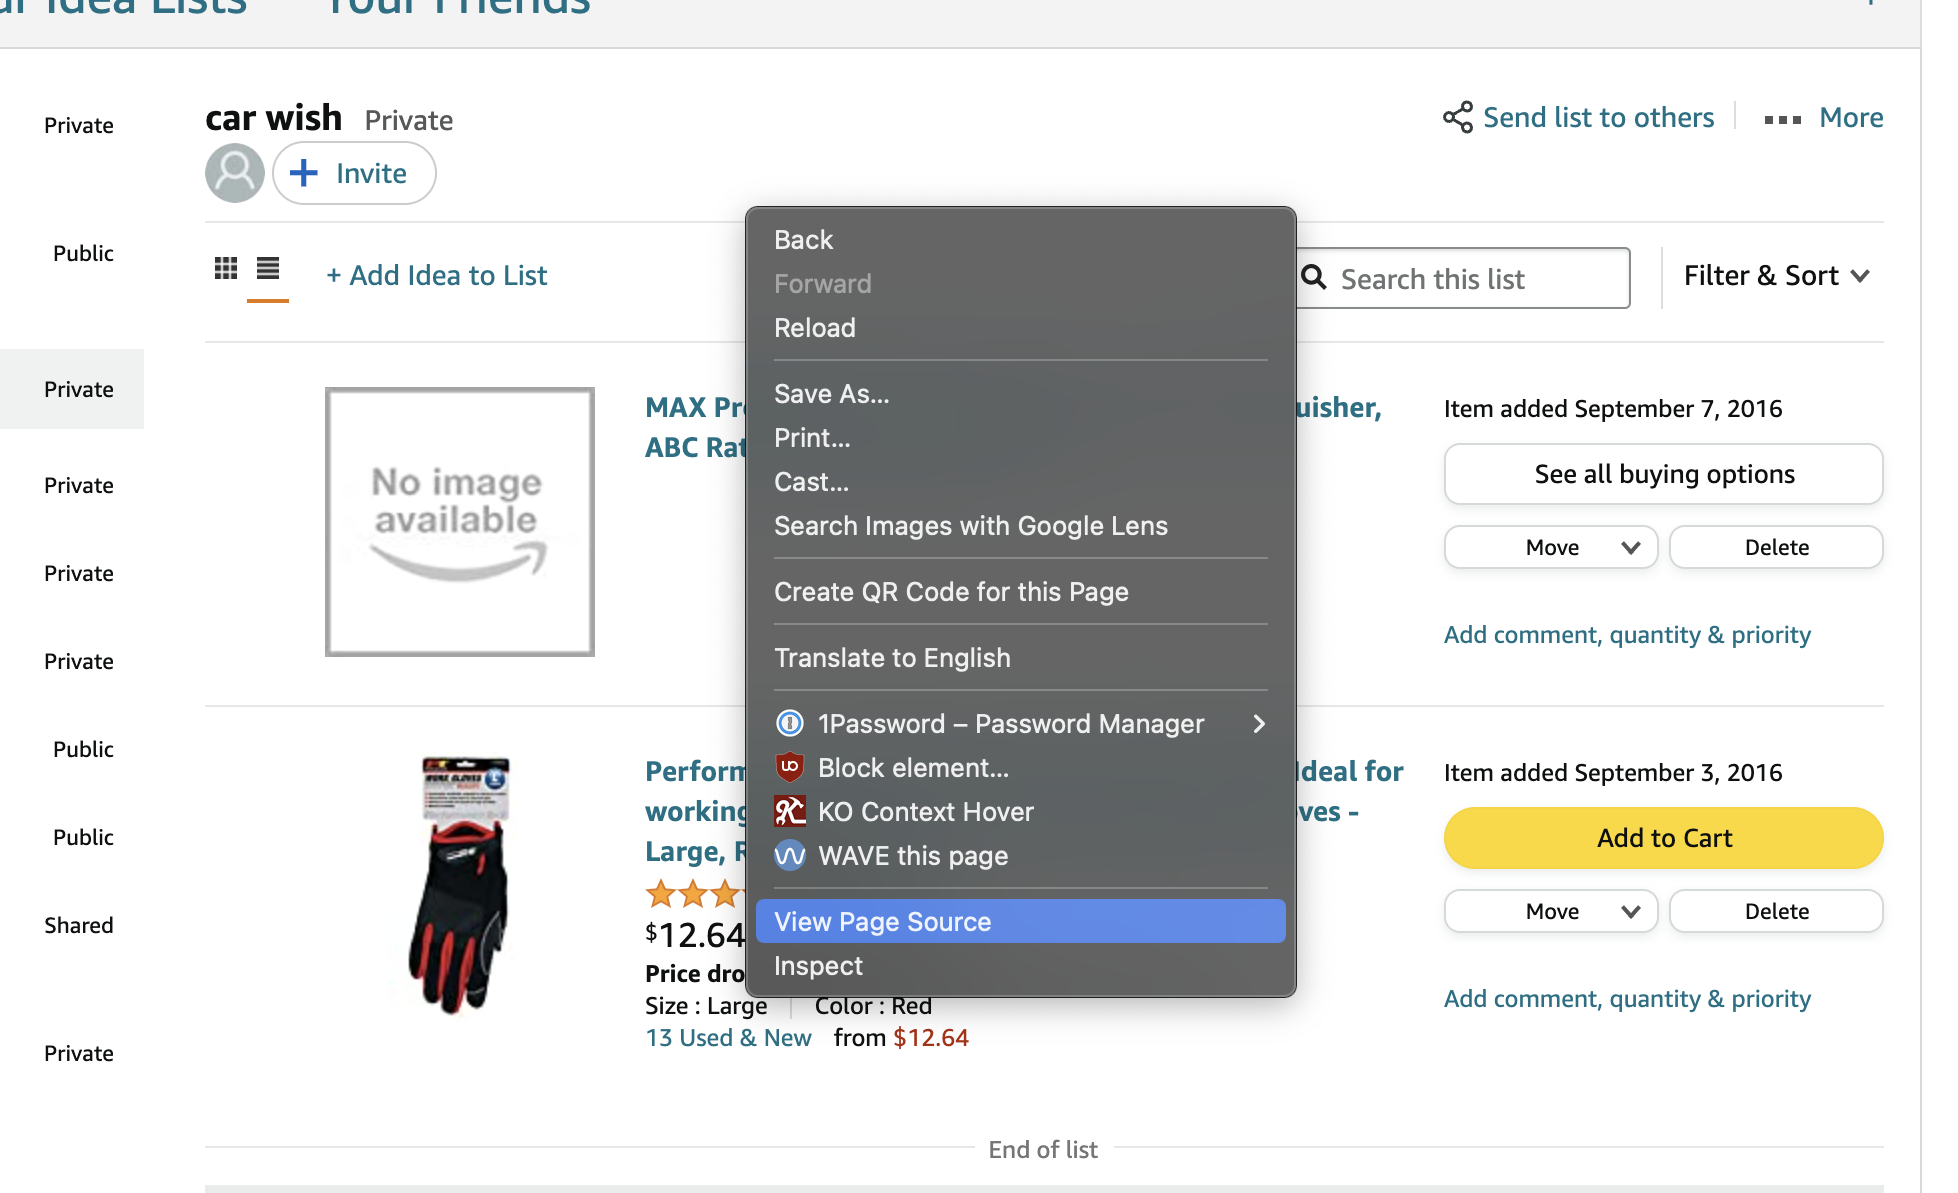 ur Idea Lists Your Friends
Private
Public
Private
Private
Private
Private
Public
Public
Shared
Private
car wish Private
Send list to others
More
+ Invite
+ Add Idea to List
Search this list
Filter & Sort
No image
available
MAX Pr
uisher,
ABC Rat
Item added September 7, 2016
See all buying options
Move
Delete
Add comment, quantity & priority
WORK GLOVES
Perform
Ideal for
working
ves -
Large, R
$12.64
Price dro
Size : Large Color : Red
13 Used & New from $12.64
Item added September 3, 2016
Add to Cart
Move
Delete
Add comment, quantity & priority
End of list
Back
Forward
Reload
Save As...
Print...
Cast...
Search Images with Google Lens
Create QR Code for this Page
Translate to English
1Password – Password Manager
Block element...
KO Context Hover
WAVE this page
View Page Source
Inspect